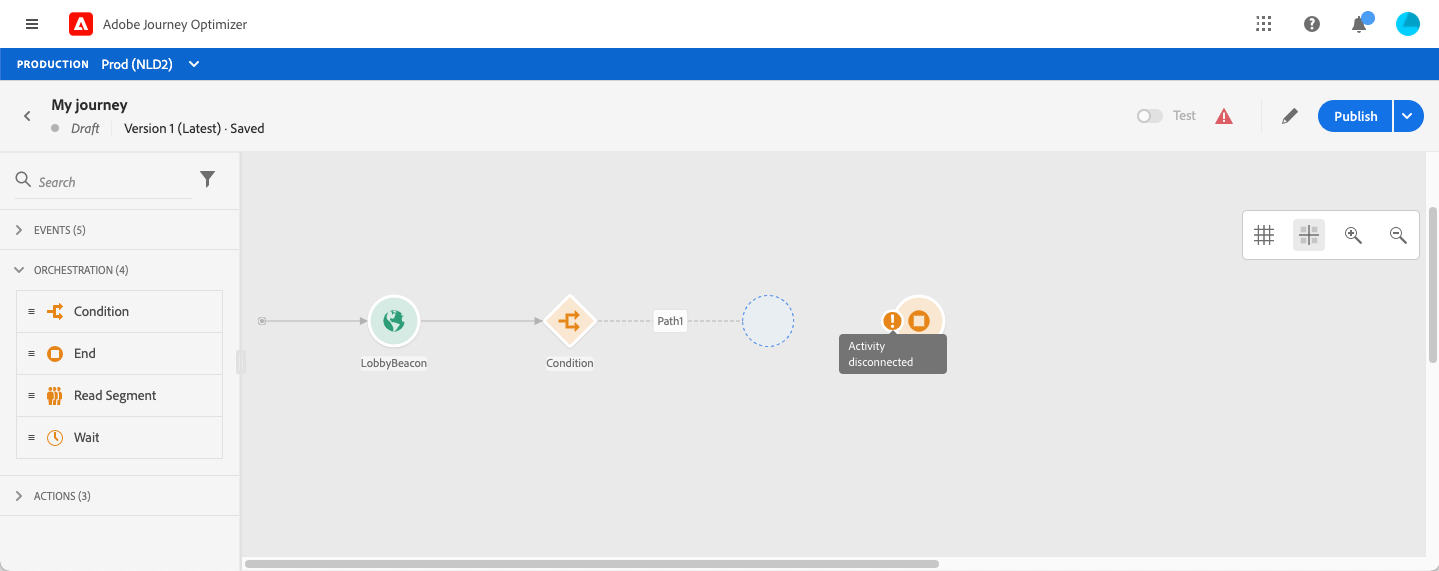 Adobe Journey Optimizer
PRODUCTION Prod (NLD2)
My journey
Draft Version 1 (Latest) · Saved
Test
Publish
Search
EVENTS (5)
ORCHESTRATION (4)
Condition
End
Read Segment
Wait
ACTIONS (3)
LobbyBeacon
Condition
Path1
Activity
disconnected